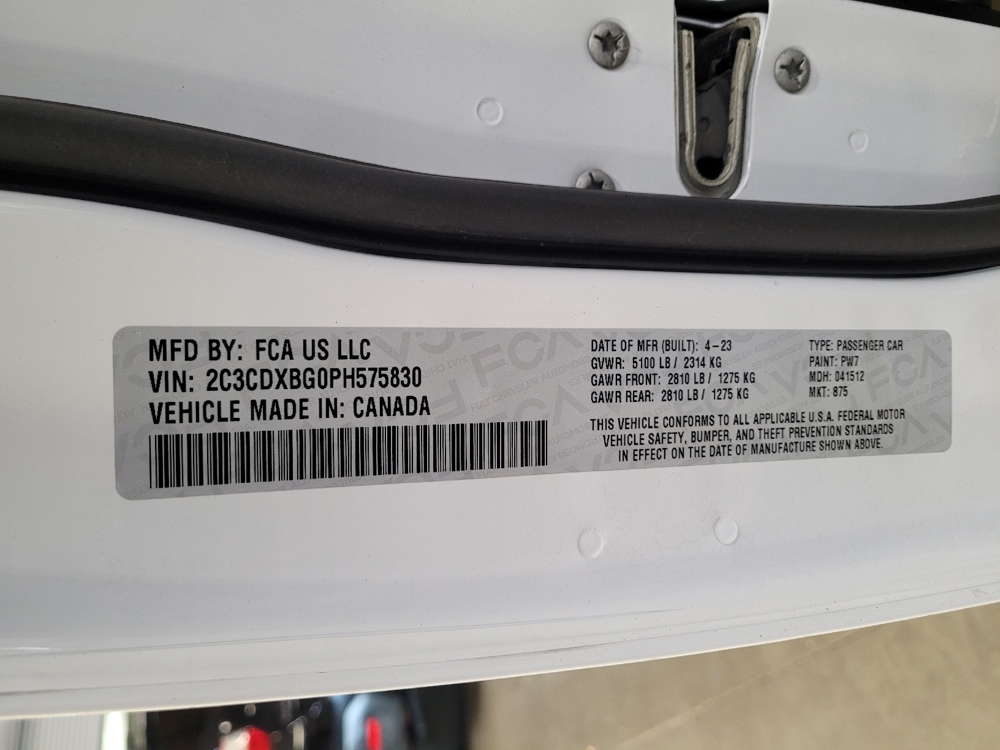 MFD BY: FCA US LLC
VIN: 2C3CDXBG0PH575830
VEHICLE MADE IN: CANADA
DATE OF MFR (BUILT): 4-23
GVWR: 5100 LB / 2314 KG
GAWR FRONT: 2810 LB / 1275 KG
GAWR REAR: 2810 LB / 1275 KG
TYPE: PASSENGER CAR
PAINT: PW7
MDH: 041512
MKT: 875
THIS VEHICLE CONFORMS TO ALL APPLICABLE U.S.A. FEDERAL MOTOR
VEHICLE SAFETY, BUMPER, AND THEFT PREVENTION STANDARDS
IN EFFECT ON THE DATE OF MANUFACTURE SHOWN ABOVE.